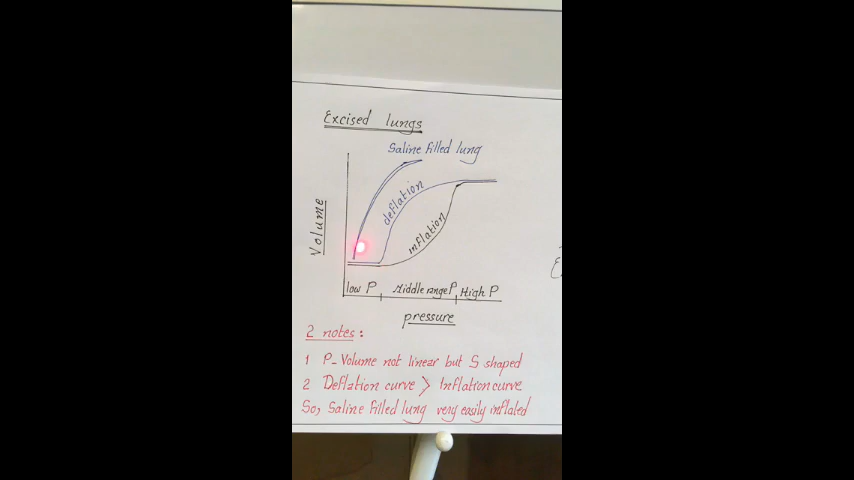 Excised lungs
Saline filled lung
deflation
inflation
Volume
low P Middle range P High P
pressure
2 notes:
1 P_Volume not linear but S shaped
2 Deflation curve > Inflation curve
So, Saline filled lung very easily inflated